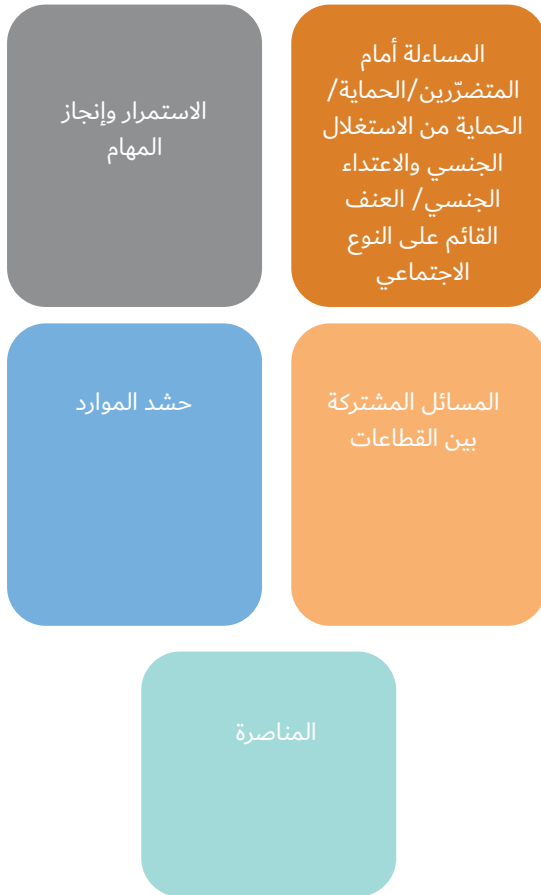 المساءلة أمام
المتضرّرين/الحماية/
الحماية من الاستغلال
الجنسي والاعتداء
الجنسي/ العنف
القائم على النوع
الاجتماعي
الاستمرار وإنجاز
المهام
المسائل المشتركة
بين القطاعات
حشد الموارد
المناصرة